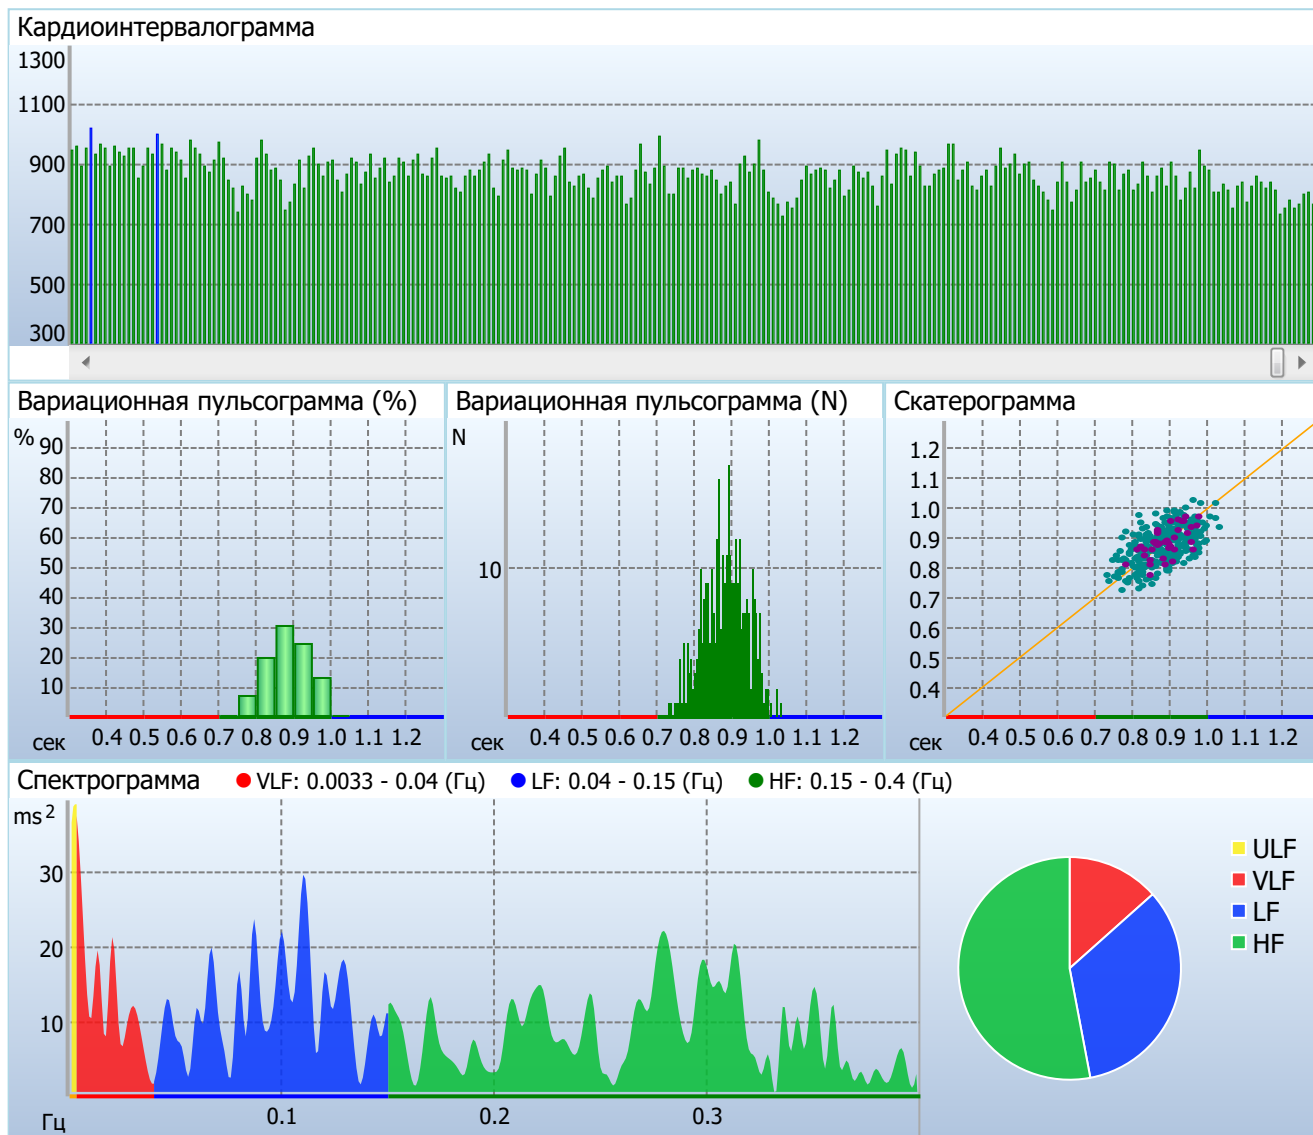 Кардиоинтервалограмма
1300
1100
900
700
500
300
Вариационная пульсограмма (%)
% 90
80
70
60
50
40
30
20
10
сек 0.4 0.5 0.6 0.7 0.8 0.9 1.0 1.1 1.2
Вариационная пульсограмма (N)
N
10
сек 0.4 0.5 0.6 0.7 0.8 0.9 1.0 1.1 1.2
Скатерограмма
1.2
1.1
1.0
0.9
0.8
0.7
0.6
0.5
0.4
сек 0.4 0.5 0.6 0.7 0.8 0.9 1.0 1.1 1.2
Спектрограмма VLF: 0.0033 - 0.04 (Гц) LF: 0.04 - 0.15 (Гц) HF: 0.15 - 0.4 (Гц)
ms²
30
20
10
Гц 0.1 0.2 0.3
ULF
VLF
LF
HF